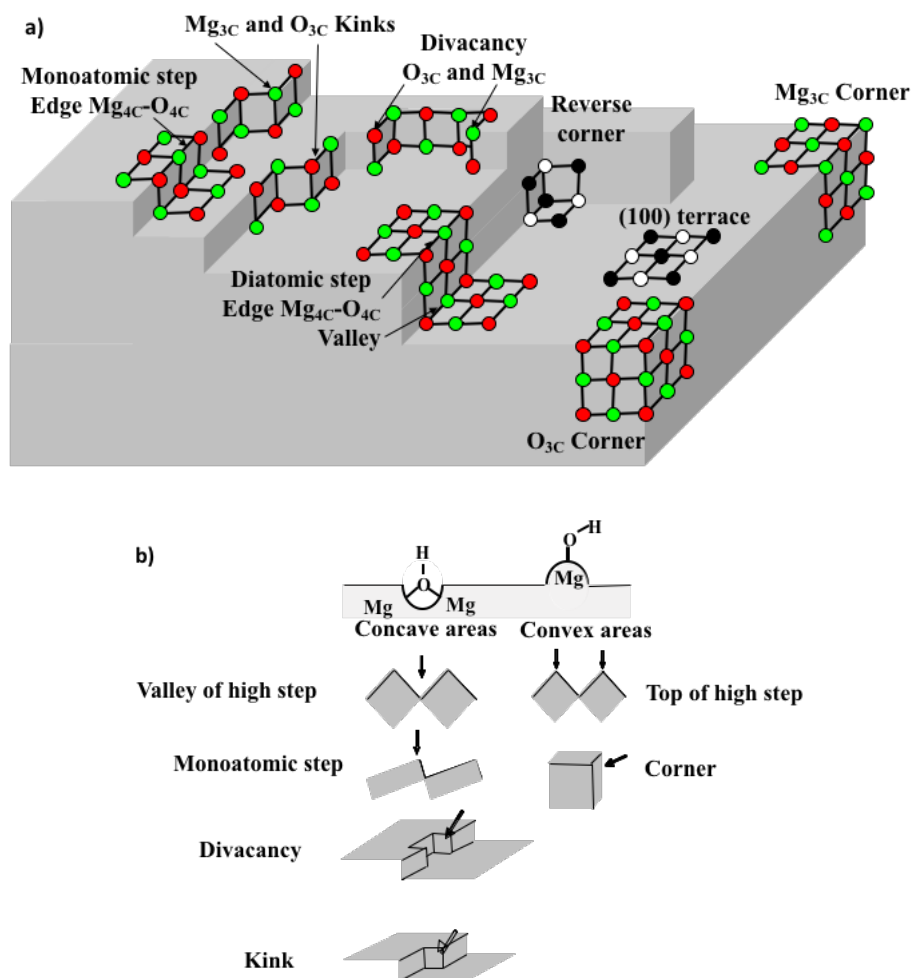 a)
Mg3C and O3C Kinks
Monoatomic step
Edge Mg4C-O4C
Divacancy
O3C and Mg3C
Reverse
corner
Mg3C Corner
(100) terrace
Diatomic step
Edge Mg4C-O4C
Valley
O3C Corner
b)
H
O
Mg Mg
Concave areas
H
O
Mg
Convex areas
Valley of high step
Top of high step
Monoatomic step
Corner
Divacancy
Kink